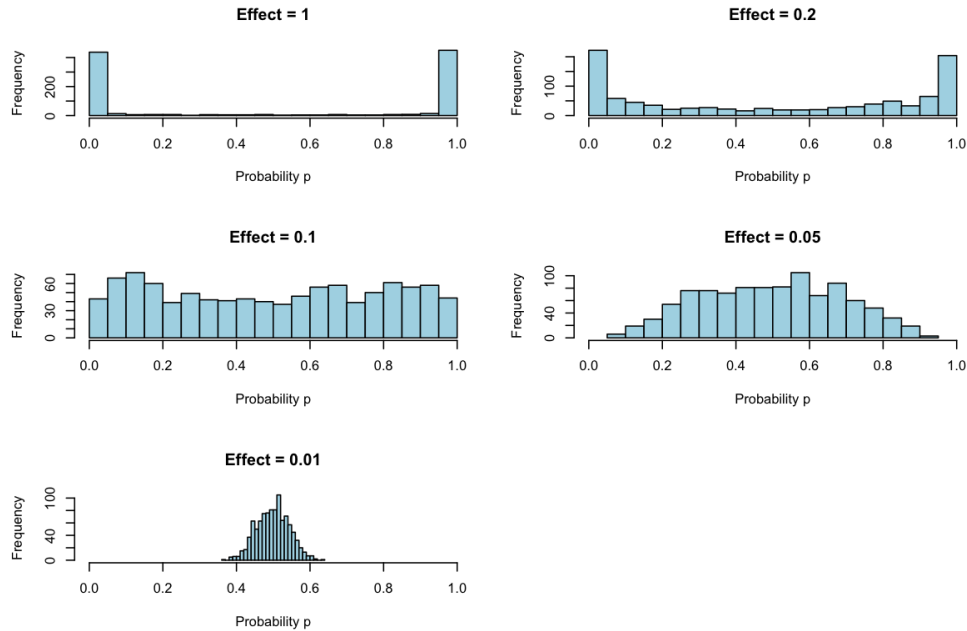 Effect = 1
Frequency
0 200
0.0 0.2 0.4 0.6 0.8 1.0
Probability p
Effect = 0.2
Frequency
0 100
0.0 0.2 0.4 0.6 0.8 1.0
Probability p
Effect = 0.1
Frequency
0 30 60
0.0 0.2 0.4 0.6 0.8 1.0
Probability p
Effect = 0.05
Frequency
0 40 100
0.0 0.2 0.4 0.6 0.8 1.0
Probability p
Effect = 0.01
Frequency
0 40 100
0.0 0.2 0.4 0.6 0.8 1.0
Probability p